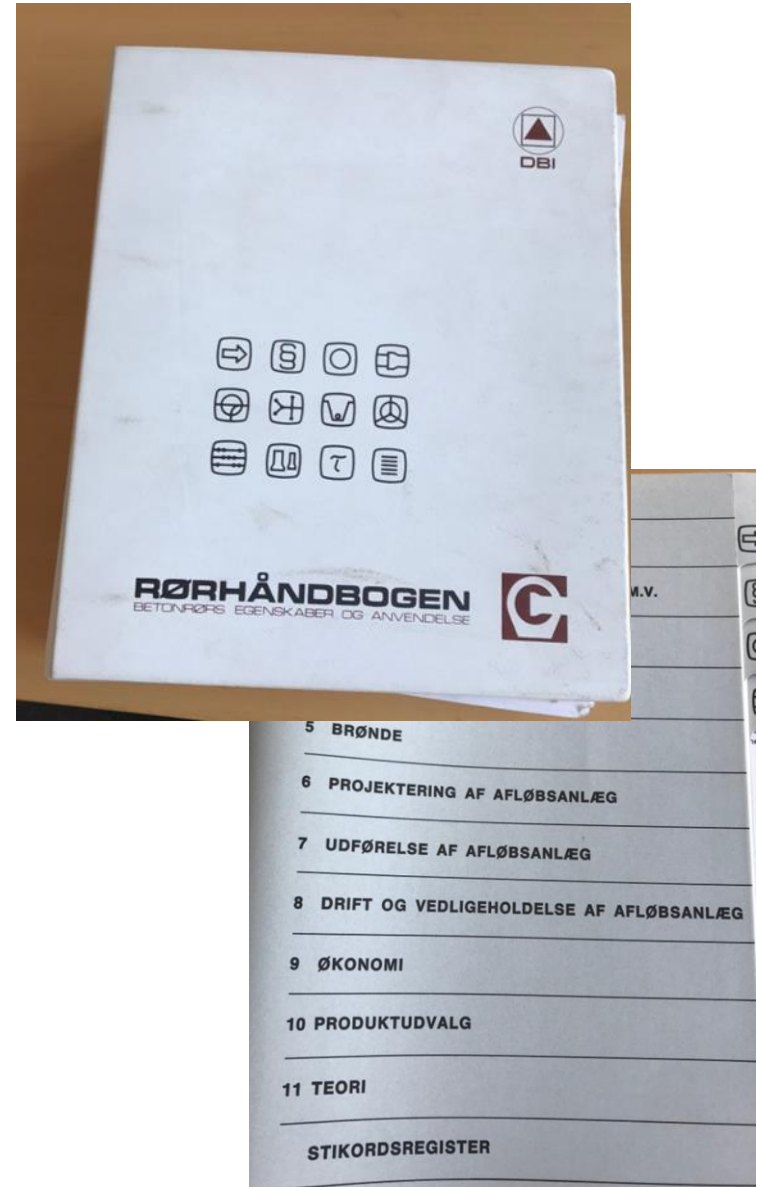 DBI
RØRHÅNDBOGEN
BETONRØRS EGENSKABER OG ANVENDELSE
M.V.
5 BRØNDE
6 PROJEKTERING AF AFLØBSANLÆG
7 UDFØRELSE AF AFLØBSANLÆG
8 DRIFT OG VEDLIGEHOLDELSE AF AFLØBSANLÆG
9 ØKONOMI
10 PRODUKTUDVALG
11 TEORI
STIKORDSREGISTER